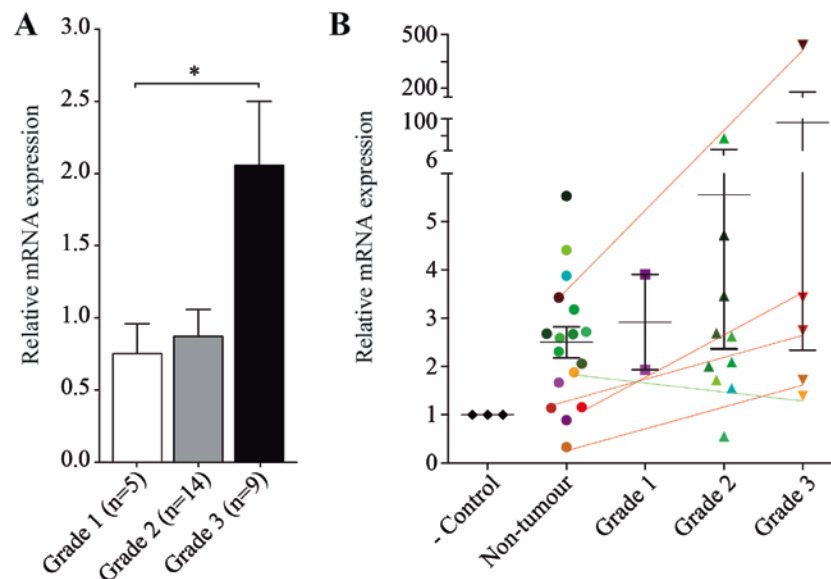 A
Relative mRNA expression
3.0
2.5
2.0
1.5
1.0
0.5
0.0
*
Grade 1 (n=5)
Grade 2 (n=14)
Grade 3 (n=9)
B
Relative mRNA expression
500
200
100
6
5
4
3
2
1
0
- Control
Non-tumour
Grade 1
Grade 2
Grade 3